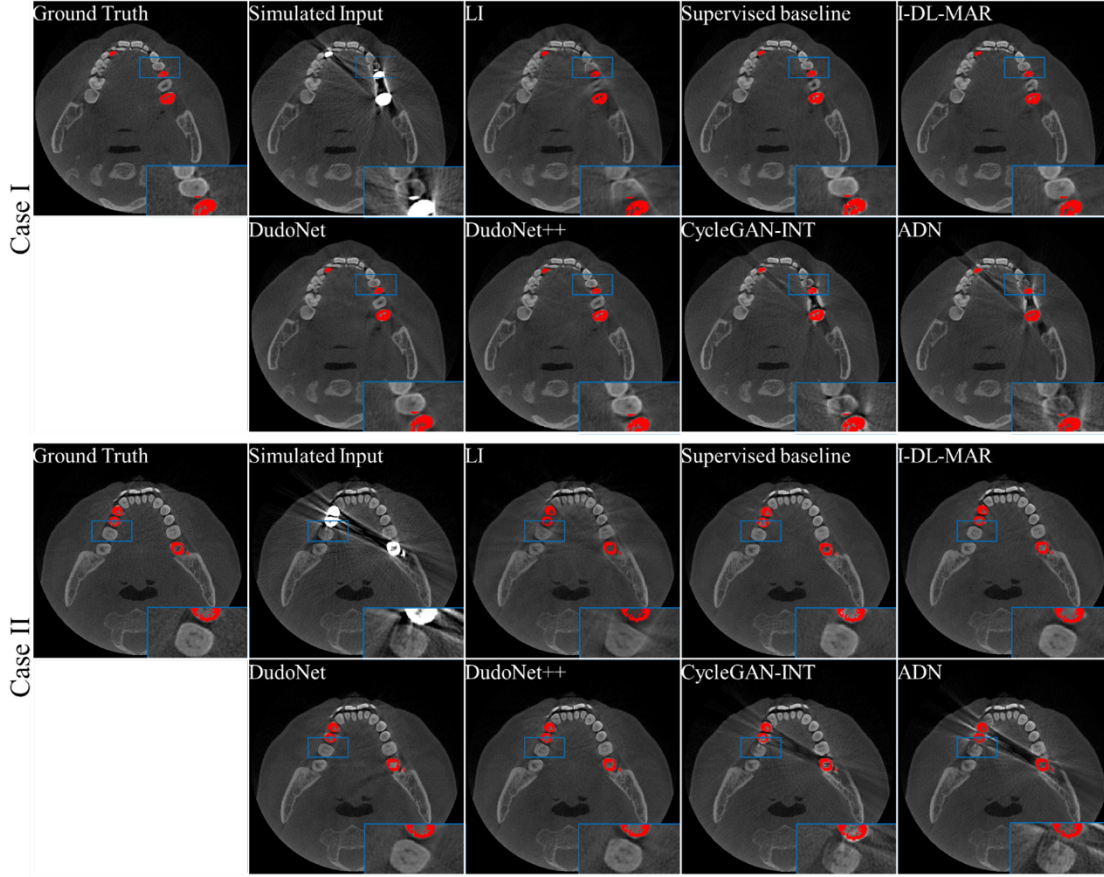 Case I
Ground Truth
Simulated Input
LI
Supervised baseline
I-DL-MAR
DudoNet
DudoNet++
CycleGAN-INT
ADN
Case II
Ground Truth
Simulated Input
LI
Supervised baseline
I-DL-MAR
DudoNet
DudoNet++
CycleGAN-INT
ADN